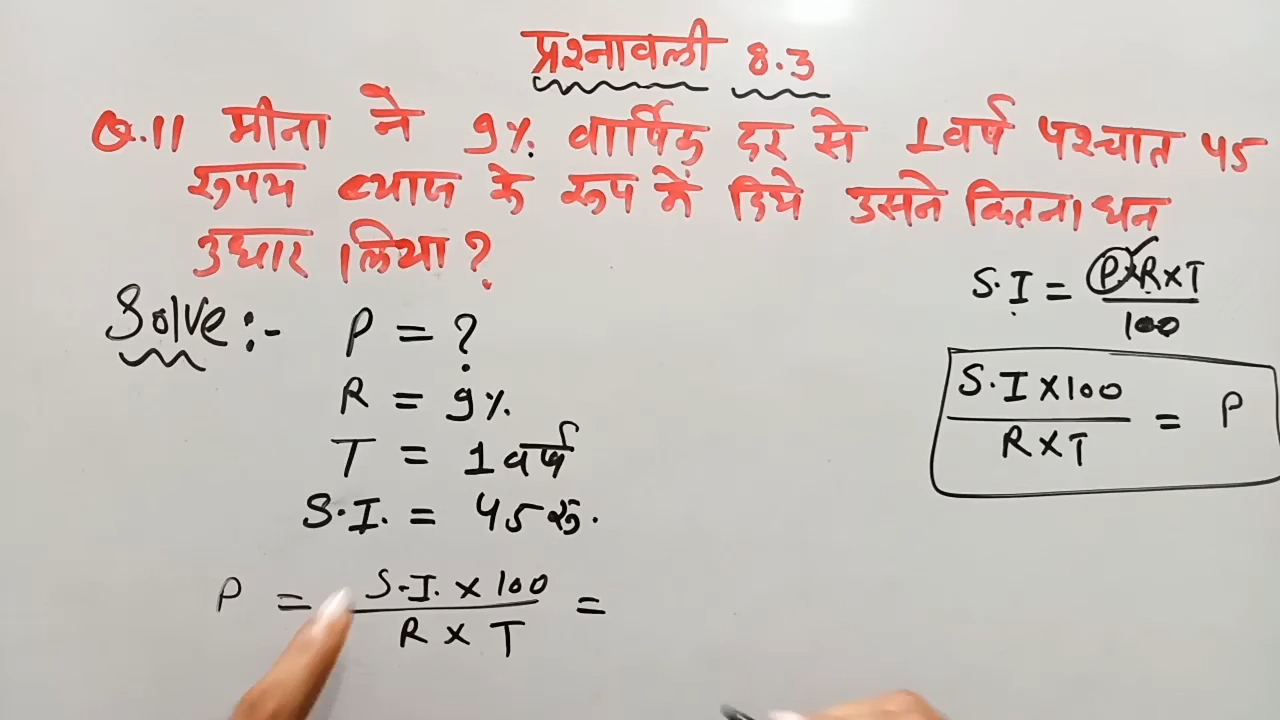 प्रश्नावली 8.3
Q.11 मीना ने 9% वार्षिक दर से 1 वर्ष पश्चात 45
रूपय ब्याज के रूप में दिये उसने कितना धन
उधार लिया ?
Solve:- P = ?
R = 9%
T = 1 वर्ष
S.I. = 45 रु.
P = S.I. × 100 / R × T =
S.I = P×R×T / 100
S.I × 100 / R × T = P